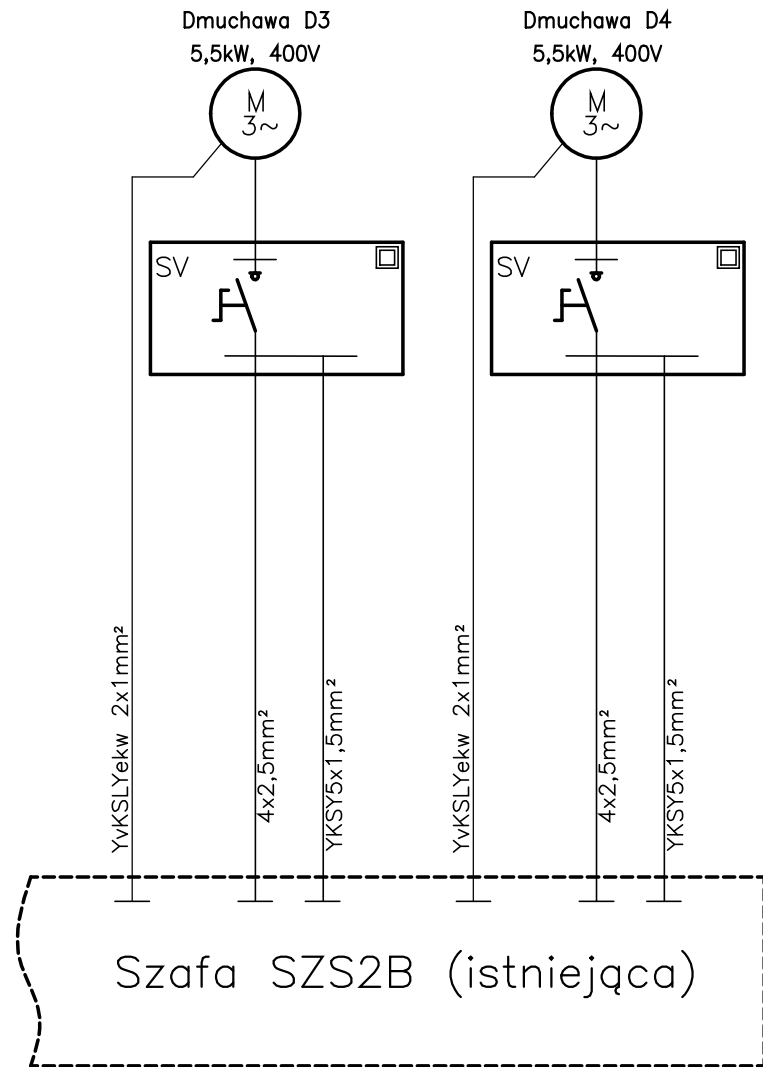 Dmuchawa D3
5,5kW, 400V
M
3~
SV
YvKSLYekw 2x1mm²
4x2,5mm²
YKSY5x1,5mm²
Dmuchawa D4
5,5kW, 400V
M
3~
SV
YvKSLYekw 2x1mm²
4x2,5mm²
YKSY5x1,5mm²
Szafa SZS2B (istniejąca)